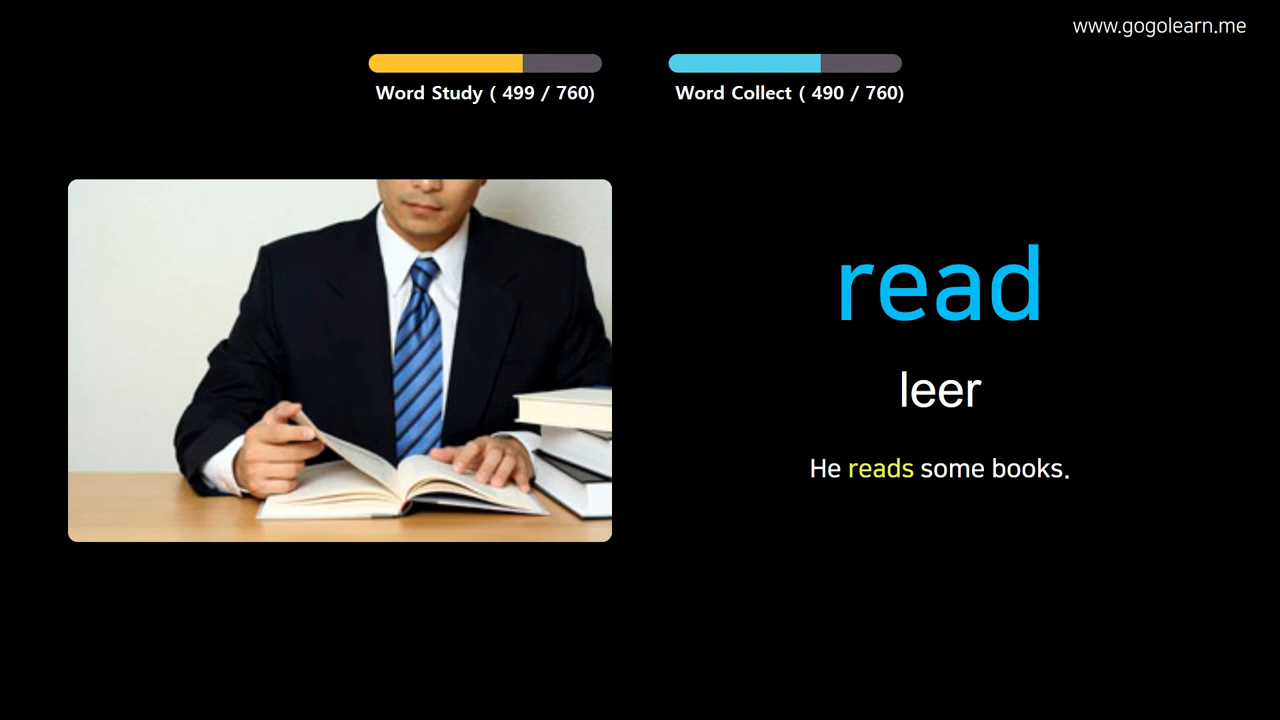 www.gogolearn.me
Word Study ( 499 / 760)
Word Collect ( 490 / 760)
read
leer
He reads some books.